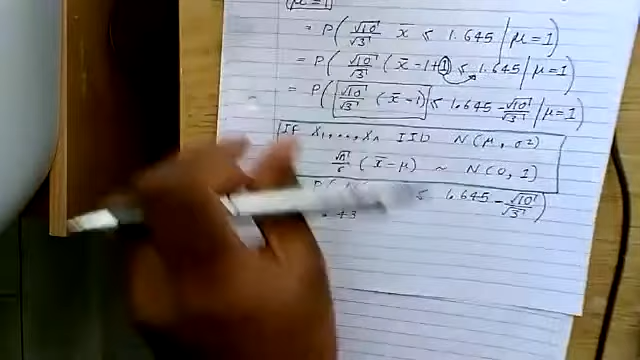 μ=1
= P( √10/√3 x̄ ≤ 1.645 | μ=1)
= P( √10/√3 (x̄-1+1) ≤ 1.645 | μ=1)
= P( √10/√3 (x̄-1) ≤ 1.645 - √10/√3 | μ=1)
If X₁,...,Xₙ IID N(μ, σ²)
√n/σ (x̄-μ) ~ N(0, 1)
P( ≤ 1.645 - √10/√3 )
.43